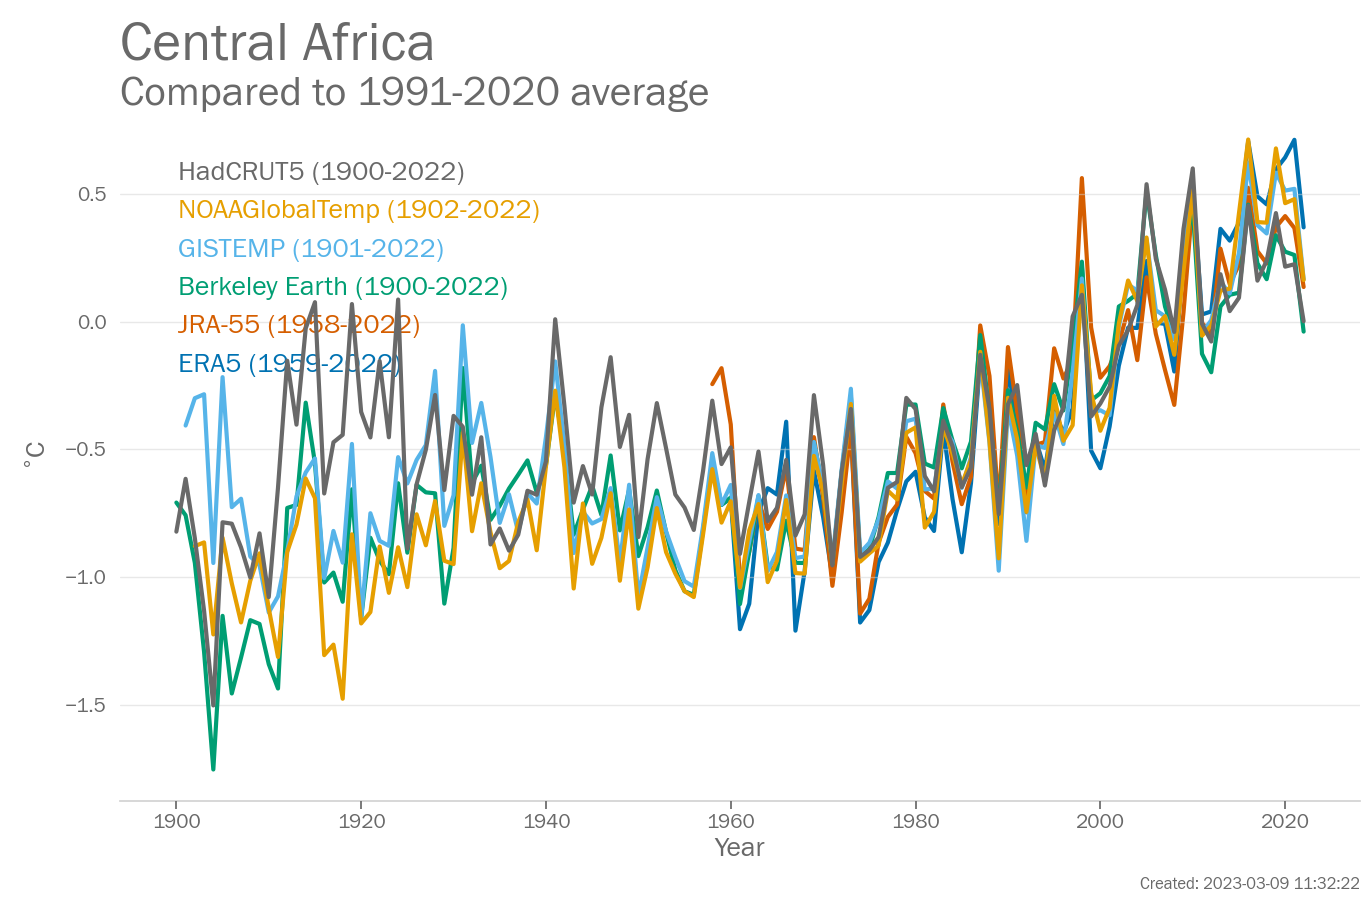 Central Africa
Compared to 1991-2020 average
HadCRUT5 (1900-2022)
NOAAGlobalTemp (1902-2022)
GISTEMP (1901-2022)
Berkeley Earth (1900-2022)
JRA-55 (1958-2022)
ERA5 (1959-2022)
0.5
0.0
−0.5
−1.0
−1.5
°C
1900 1920 1940 1960 1980 2000 2020
Year
Created: 2023-03-09 11:32:22